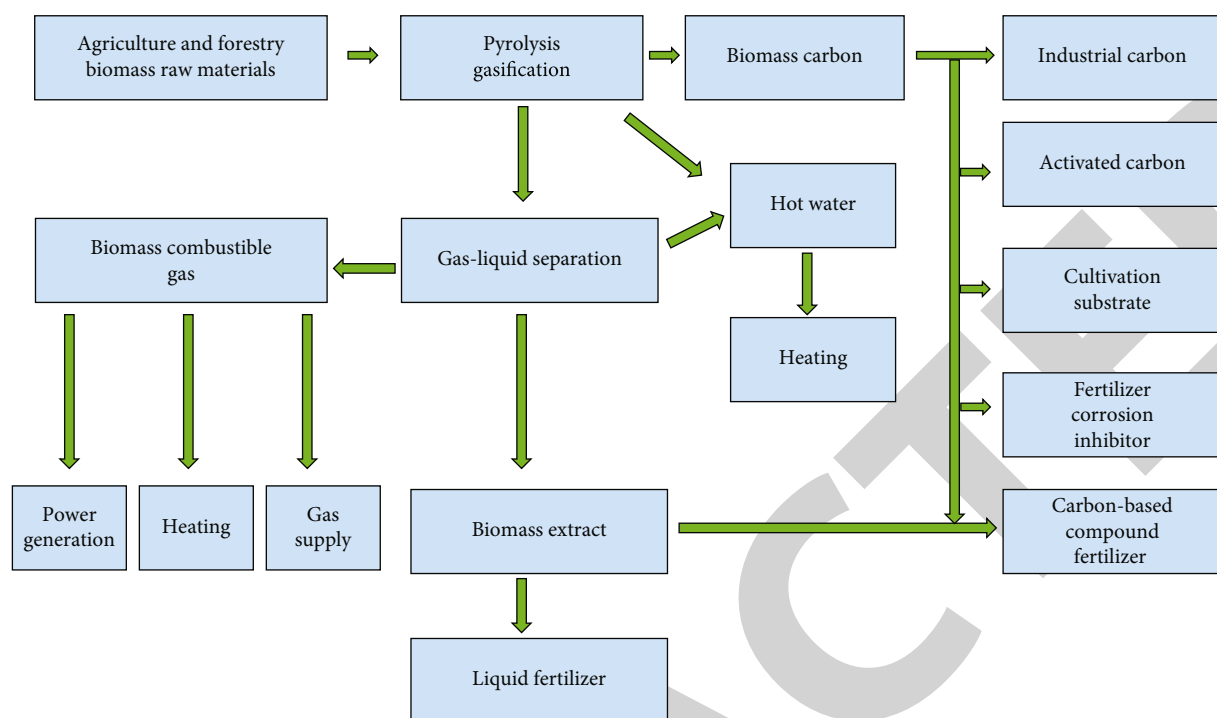 Agriculture and forestry
biomass raw materials
Pyrolysis
gasification
Biomass carbon
Industrial carbon
Activated carbon
Hot water
Biomass combustible
gas
Gas-liquid separation
Cultivation
substrate
Heating
Fertilizer
corrosion
inhibitor
Power
generation
Heating
Gas
supply
Biomass extract
Carbon-based
compound
fertilizer
Liquid fertilizer